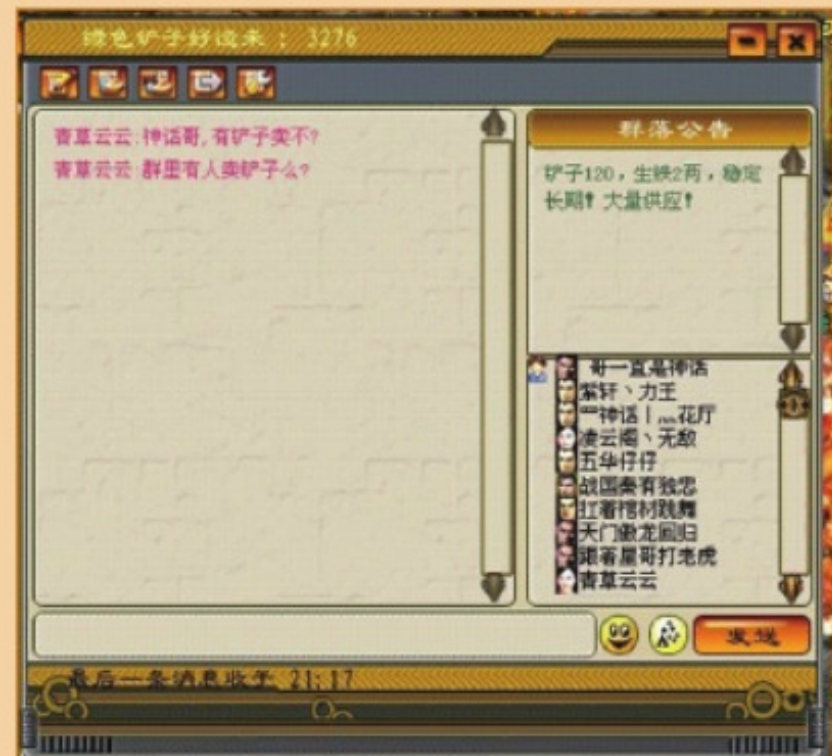 绿色铲子好过来：3276
青草云云:神话哥,有铲子卖不?
青草云云:群里有人卖铲子么?
群落公告
铲子120，生铁2两，稳定
长期！大量供应！
哥一直是神话
紫轩丶力王
神话丨灬花厅
凌云阁丶无敌
五华仔仔
战国秦有独忠
扛着棺材跳舞
天门傲龙回归
跟著星哥打老虎
青草云云
发送
最后一条消息收于 21:17